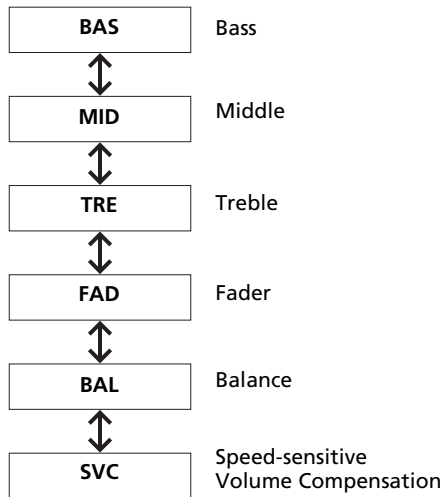 BAS Bass
MID Middle
TRE Treble
FAD Fader
BAL Balance
SVC Speed-sensitive
Volume Compensation